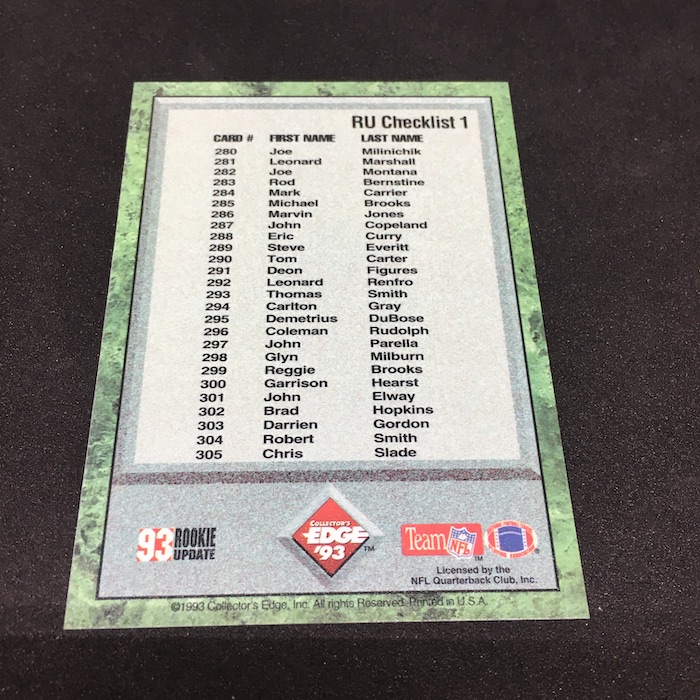 RU Checklist 1
CARD # FIRST NAME LAST NAME
280 Joe Milinichik
281 Leonard Marshall
282 Joe Montana
283 Rod Bernstine
284 Mark Carrier
285 Michael Brooks
286 Marvin Jones
287 John Copeland
288 Eric Curry
289 Steve Everitt
290 Tom Carter
291 Deon Figures
292 Leonard Renfro
293 Thomas Smith
294 Carlton Gray
295 Demetrius DuBose
296 Coleman Rudolph
297 John Parella
298 Glyn Milburn
299 Reggie Brooks
300 Garrison Hearst
301 John Elway
302 Brad Hopkins
303 Darrien Gordon
304 Robert Smith
305 Chris Slade
93 ROOKIE UPDATE
COLLECTOR'S
EDGE
'93 ™
Team NFL ™ ®
Licensed by the
NFL Quarterback Club, Inc.
©1993 Collector's Edge, Inc. All rights Reserved. Printed in U.S.A.